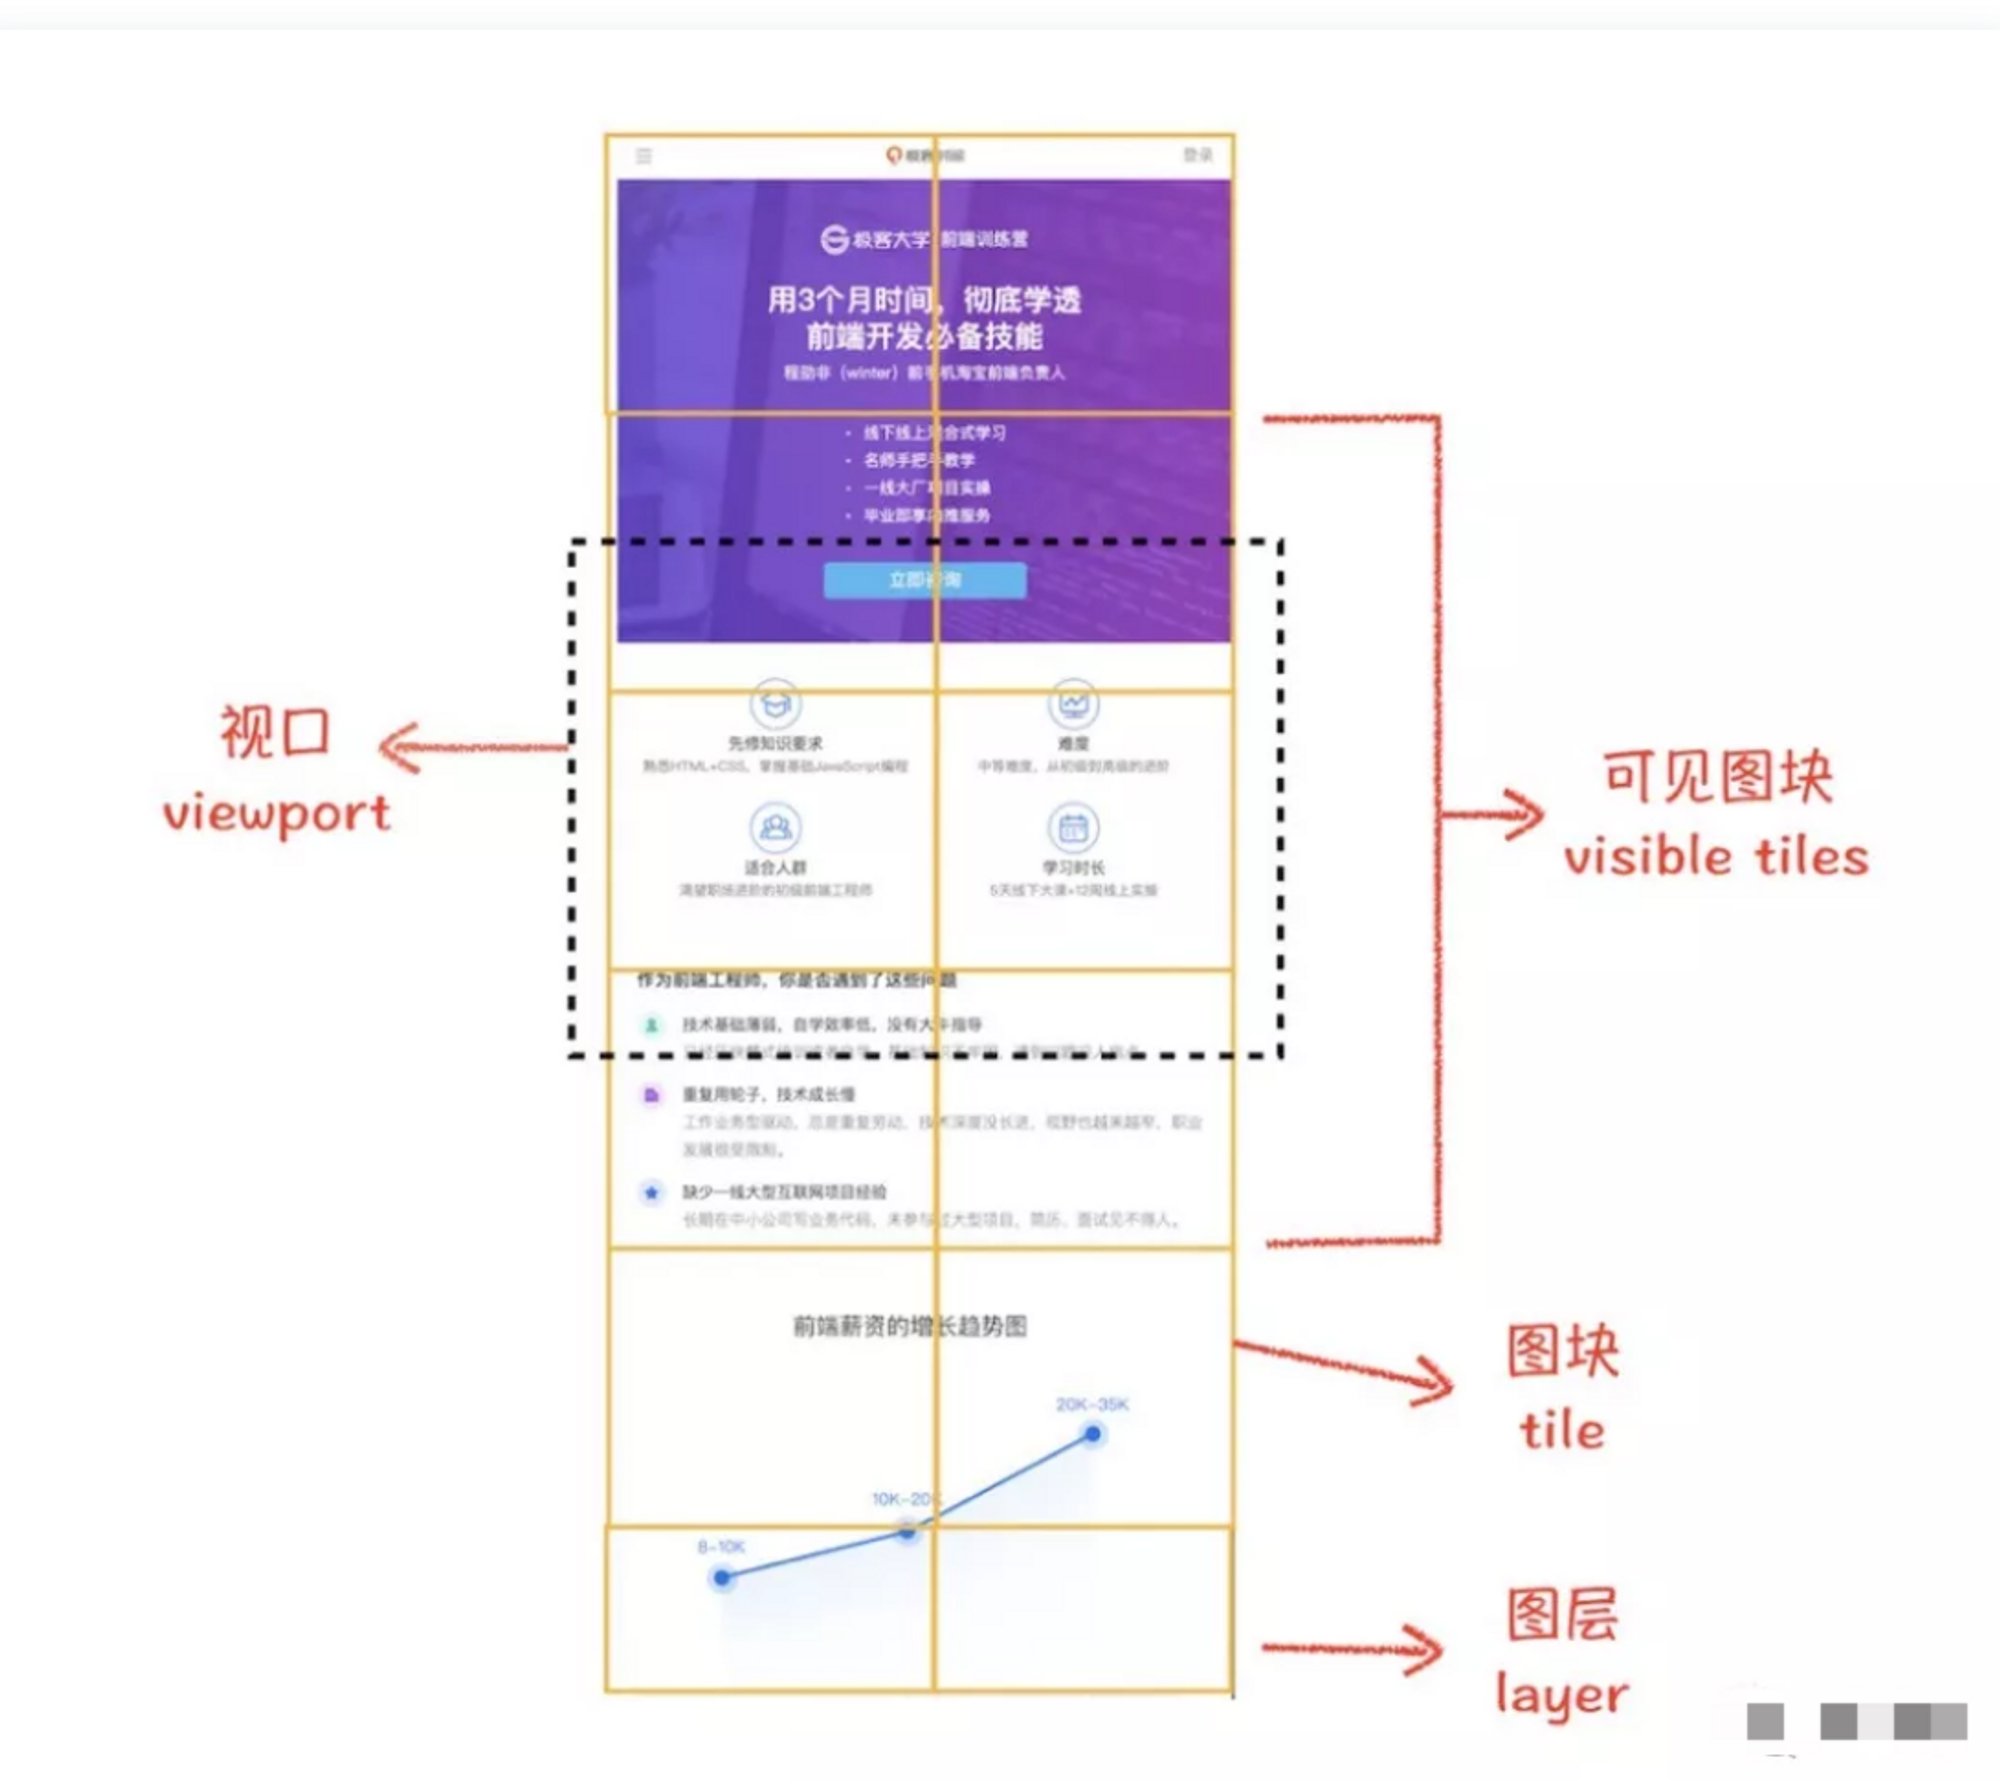 极客时间
登录
极客大学 前端训练营
用3个月时间，彻底学透
前端开发必备技能
程劭非（winter）前手机淘宝前端负责人
· 线下线上混合式学习
· 名师手把手教学
· 一线大厂项目实操
· 毕业即享内推服务
立即咨询
先修知识要求
熟悉HTML+CSS，掌握基础JavaScript编程
难度
中等难度，从初级到高级的进阶
适合人群
渴望职场进阶的初级前端工程师
学习时长
5天线下大课+12周线上实操
作为前端工程师，你是否遇到了这些问题
技术基础薄弱，自学效率低，没有大牛指导
重复用轮子，技术成长慢
工作业务型驱动，总是重复劳动，技术深度没长进，视野也越来越窄，职业
发展很受限制。
缺少一线大型互联网项目经验
长期在中小公司写业务代码，未参与过大型项目，简历、面试见不得人。
前端薪资的增长趋势图
20K-35K
10K-20K
8-10K
视口
viewport
可见图块
visible tiles
图块
tile
图层
layer